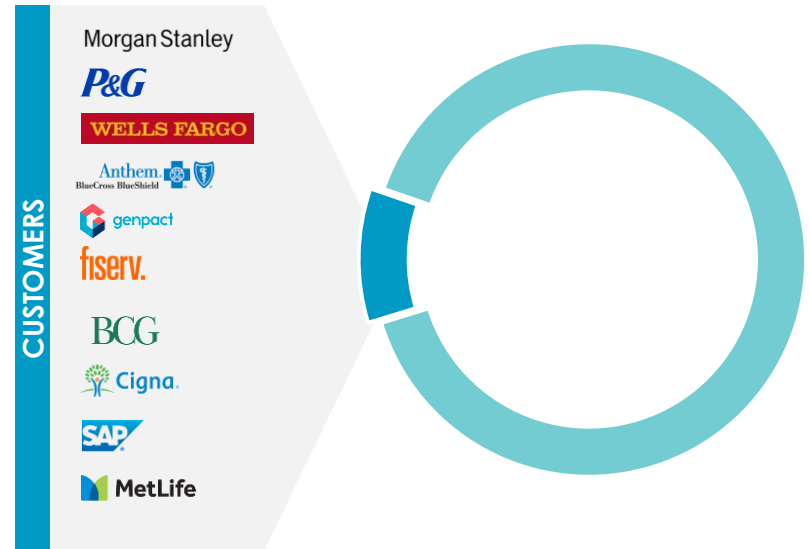 CUSTOMERS
Morgan Stanley
P&G
WELLS FARGO
Anthem.
BlueCross BlueShield
genpact
fiserv.
BCG
Cigna.
SAP
MetLife